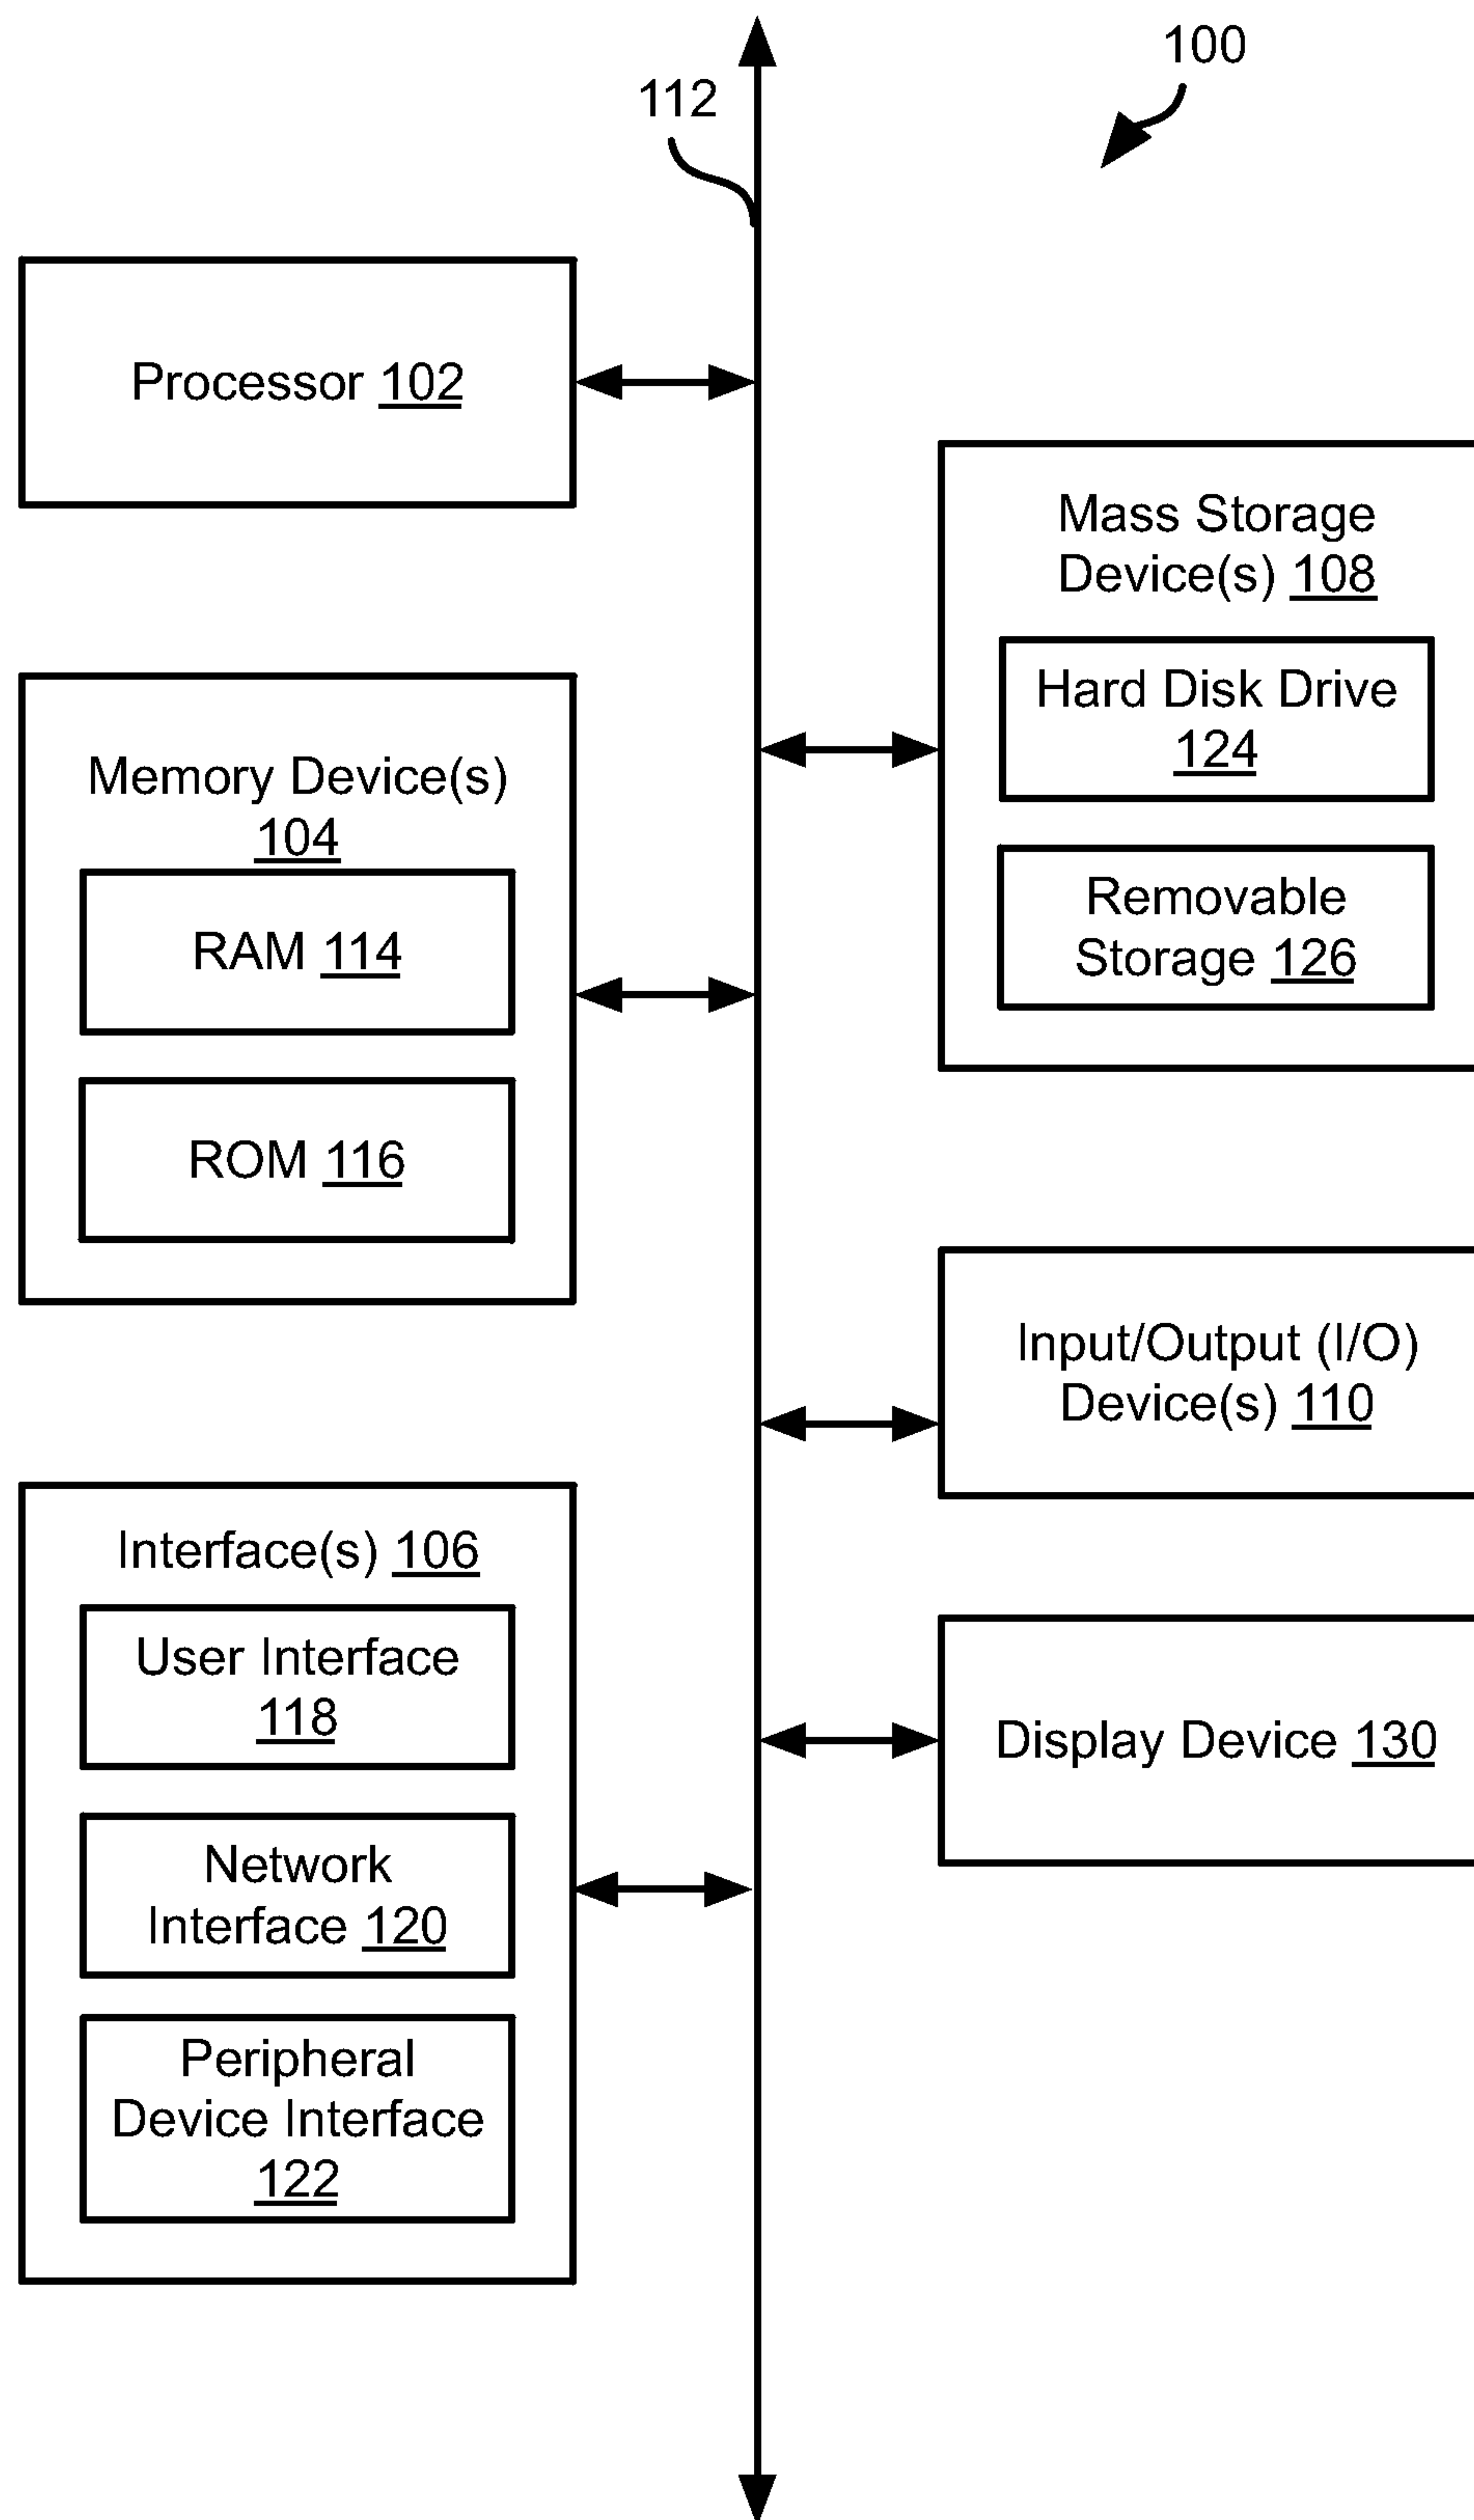 100
112
Processor 102
Mass Storage
Device(s) 108
Hard Disk Drive
124
Removable
Storage 126
Memory Device(s)
104
RAM 114
ROM 116
Input/Output (I/O)
Device(s) 110
Interface(s) 106
User Interface
118
Network
Interface 120
Peripheral
Device Interface
122
Display Device 130